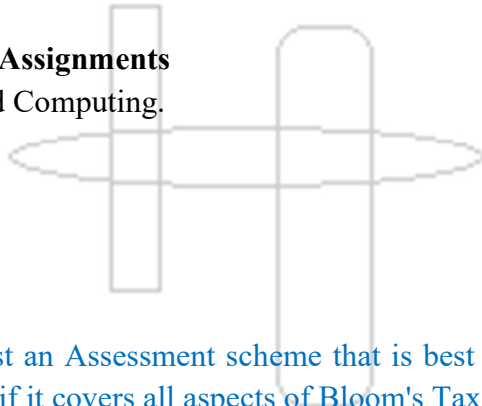 Assignments
Computing.
st an Assessment scheme that is best
if it covers all aspects of Bloom's Tax